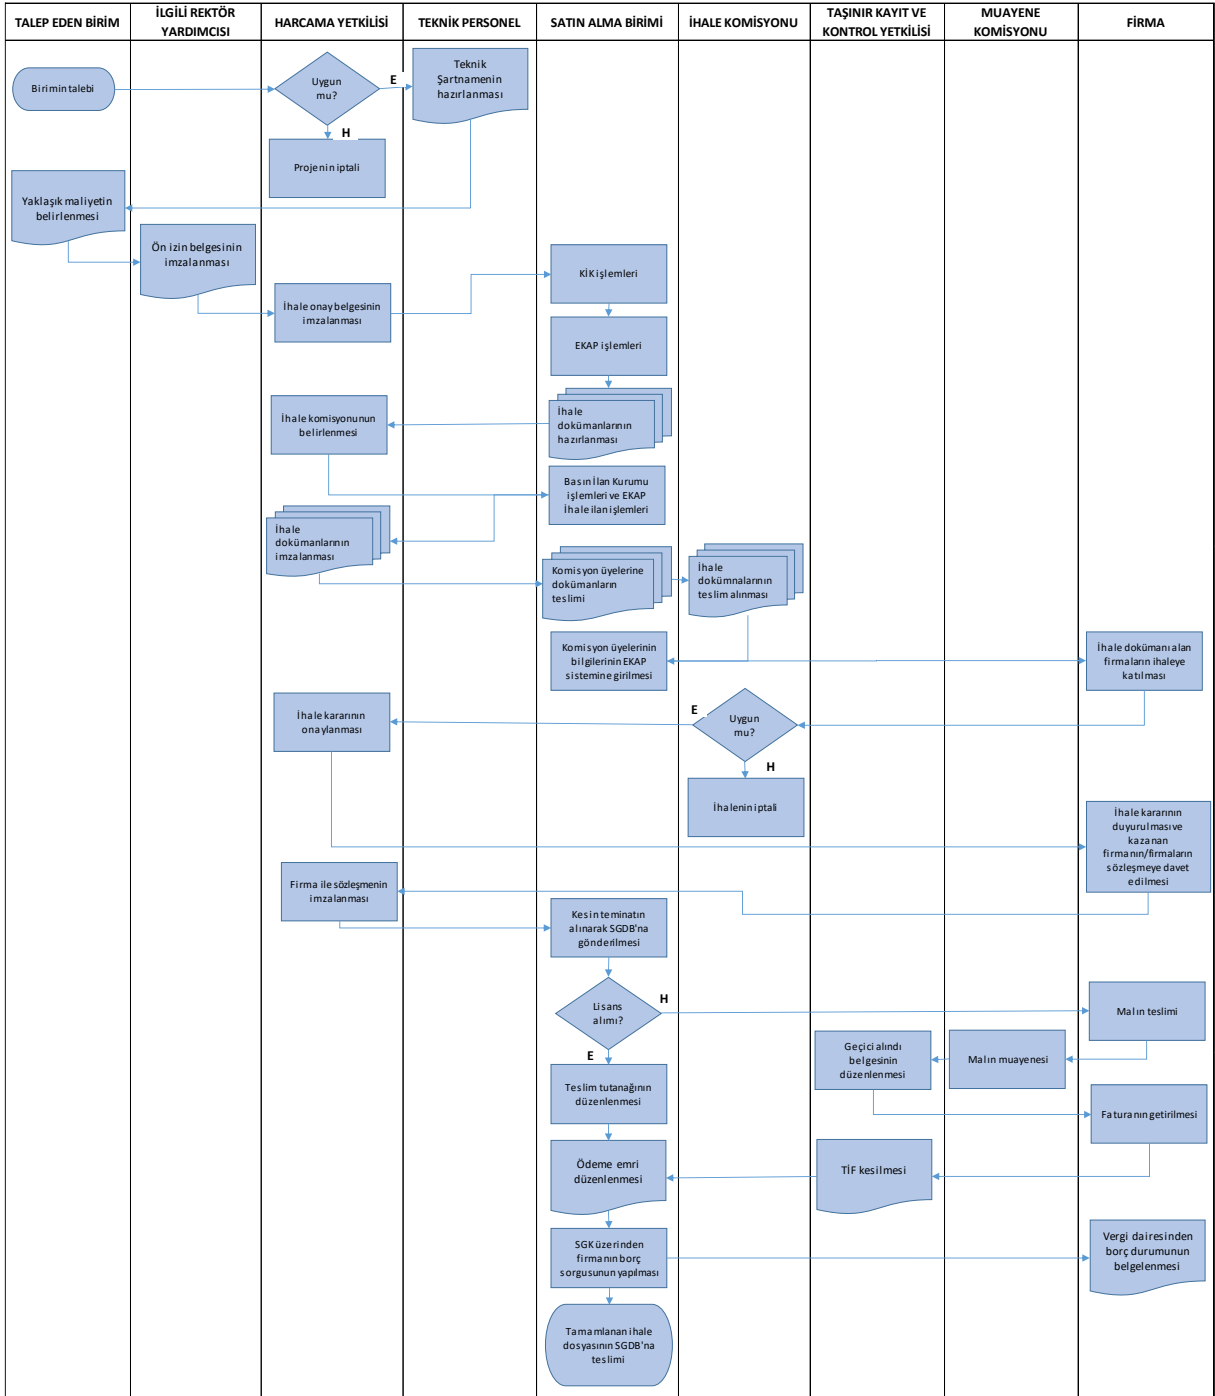 TALEP EDEN BİRİM
İLGİLİ REKTÖR
YARDIMCISI
HARCAMA YETKİLİSİ
TEKNİK PERSONEL
SATIN ALMA BİRİMİ
İHALE KOMİSYONU
TAŞINIR KAYIT VE
KONTROL YETKİLİSİ
MUAYENE
KOMİSYONU
FİRMA
Birimin talebi
Uygun
mu?
E
H
Teknik
Şartnamenin
hazırlanması
Projenin iptali
Yaklaşık maliyetin
belirlenmesi
Ön izin belgesinin
imzalanması
İhale onay belgesinin
imzalanması
KİK işlemleri
EKAP işlemleri
İhale
dokümanlarının
hazırlanması
İhale komisyonunun
belirlenmesi
Basın İlan Kurumu
işlemleri ve EKAP
İhale ilan işlemleri
İhale
dokümanlarının
imzalanması
Komisyon üyelerine
dokümanların
teslimi
İhale
dokümnalarının
teslim alınması
Komisyon üyelerinin
bilgilerinin EKAP
sistemine girilmesi
İhale dokümanı alan
firmaların ihaleye
katılması
Uygun
mu?
E
H
İhale kararının
onaylanması
İhalenin iptali
İhale kararının
duyurulması ve
kazanan
firmanın/firmaların
sözleşmeye davet
edilmesi
Firma ile sözleşmenin
imzalanması
Kesin teminatın
alınarak SGDB'na
gönderilmesi
Lisans
alımı?
H
E
Malın teslimi
Malın muayenesi
Geçici alındı
belgesinin
düzenlenmesi
Teslim tutanağının
düzenlenmesi
Faturanın getirilmesi
TİF kesilmesi
Ödeme emri
düzenlenmesi
SGK üzerinden
firmanın borç
sorgusunun yapılması
Vergi dairesinden
borç durumunun
belgelenmesi
Tamamlanan ihale
dosyasının SGDB'na
teslimi